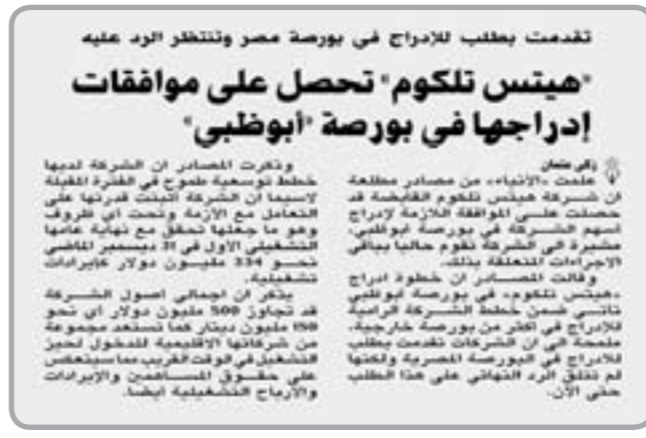 تقدمت بطلب للإدراج في بورصة مصر وتنتظر الرد عليه
«هيتس تلكوم» تحصل على موافقات
إدراجها في بورصة «أبوظبي»
زكي عثمان
علمت «الأنباء» من مصادر مطلعة
ان شركة هيتس تلكوم القابضة قد
حصلت على الموافقة اللازمة لإدراج
اسهم الشركة في بورصة ابوظبي،
مشيرة الى الشركة تقوم حاليا بباقي
الاجراءات المتعلقة بذلك.
وقالت المصادر ان خطوة ادراج
«هيتس تلكوم» في بورصة ابوظبي
تأتي ضمن خطط الشركة الرامية
للإدراج في اكثر من بورصة خارجية،
ملمحة الى ان الشركات تقدمت بطلب
للادراج في البورصة المصرية ولكنها
لم تتلق الرد النهائي على هذا الطلب
حتى الآن.
وذكرت المصادر ان الشركة لديها
خطط توسعية طموح في الفترة المقبلة
لاسيما ان الشركة اثبتت قدرتها على
التعامل مع الأزمة وتحت اي ظروف
وهو ما جعلها تحقق مع نهاية عامها
التشغيلي الأول في 31 ديسمبر الماضي
نحو 334 مليون دولار كإيرادات
تشغيلية.
يذكر ان اجمالي اصول الشركة
قد تجاوز 500 مليون دولار أي نحو
150 مليون دينار كما تستعد مجموعة
من شركاتها الاقليمية للدخول لحيز
التشغيل في الوقت القريب مما سينعكس
على حقوق المساهمين والإيرادات
والأرباح التشغيلية ايضا.